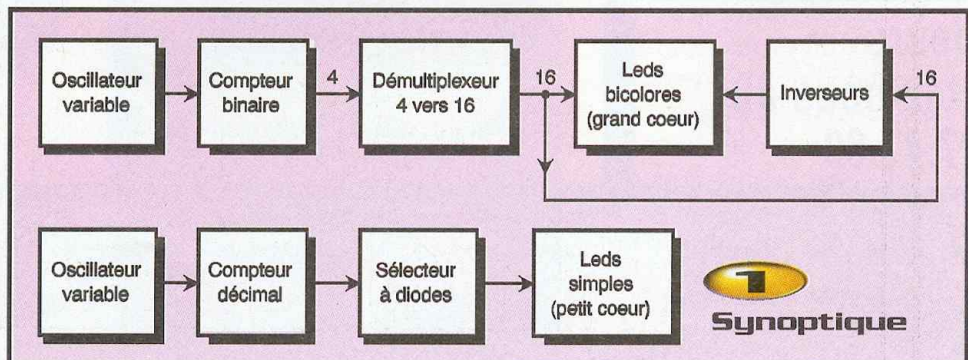 Oscillateur
variable
Compteur
binaire
4
Démultiplexeur
4 vers 16
16
Leds
bicolores
(grand coeur)
Inverseurs
16
Oscillateur
variable
Compteur
décimal
Sélecteur
à diodes
Leds
simples
(petit coeur)
1
Synoptique